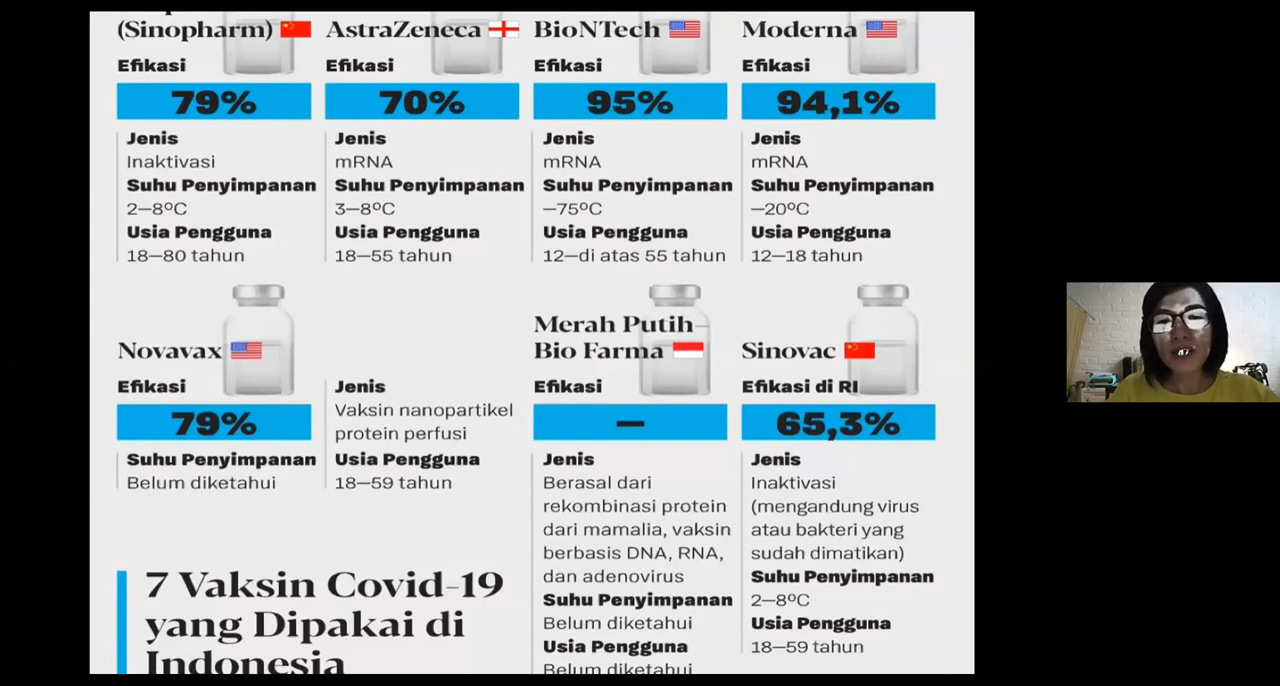 (Sinopharm)
Efikasi
79%
Jenis
Inaktivasi
Suhu Penyimpanan
2–8ºC
Usia Pengguna
18–80 tahun
AstraZeneca
Efikasi
70%
Jenis
mRNA
Suhu Penyimpanan
3–8ºC
Usia Pengguna
18–55 tahun
BioNTech
Efikasi
95%
Jenis
mRNA
Suhu Penyimpanan
–75ºC
Usia Pengguna
12–di atas 55 tahun
Moderna
Efikasi
94,1%
Jenis
mRNA
Suhu Penyimpanan
–20ºC
Usia Pengguna
12–18 tahun
Novavax
Efikasi
79%
Suhu Penyimpanan
Belum diketahui
Jenis
Vaksin nanopartikel
protein perfusi
Usia Pengguna
18–59 tahun
Merah Putih–
Bio Farma
Efikasi
–
Jenis
Berasal dari
rekombinasi protein
dari mamalia, vaksin
berbasis DNA, RNA,
dan adenovirus
Suhu Penyimpanan
Belum diketahui
Usia Pengguna
Belum diketahui
Sinovac
Efikasi di RI
65,3%
Jenis
Inaktivasi
(mengandung virus
atau bakteri yang
sudah dimatikan)
Suhu Penyimpanan
2–8ºC
Usia Pengguna
18–59 tahun
7 Vaksin Covid-19
yang Dipakai di
Indonesia